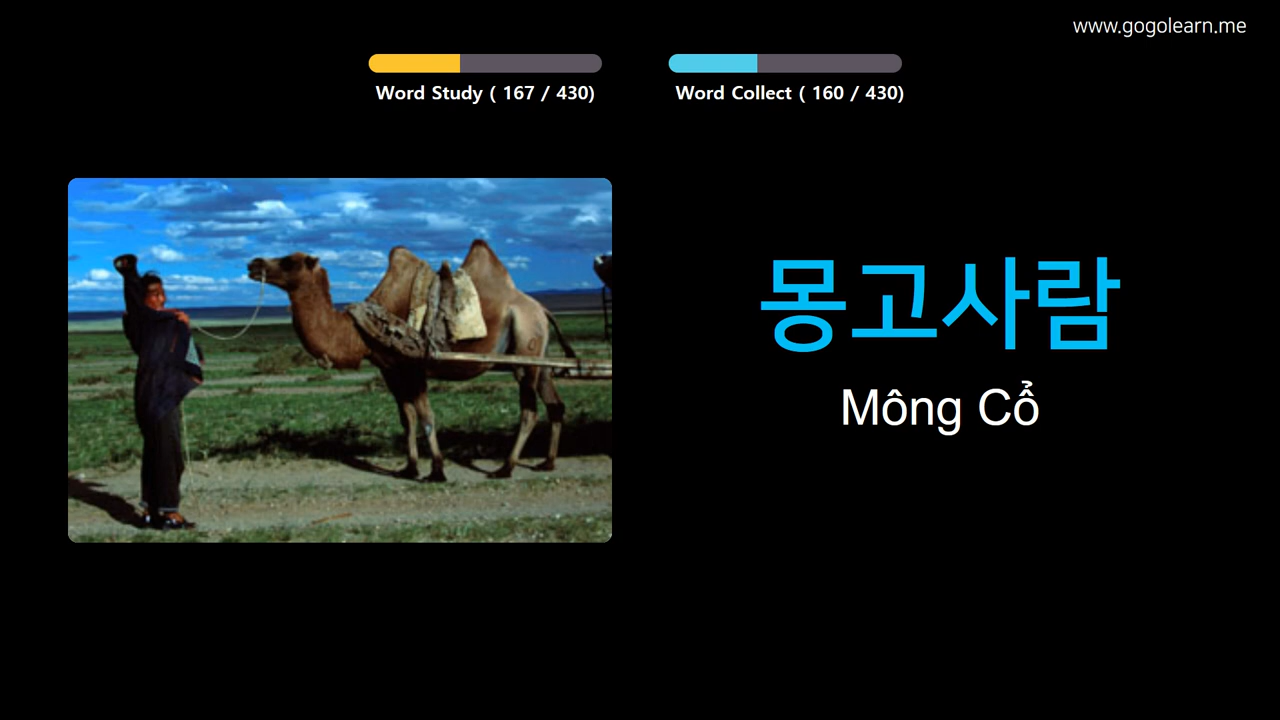 www.gogolearn.me
Word Study ( 167 / 430)
Word Collect ( 160 / 430)
몽고사람
Mông Cổ